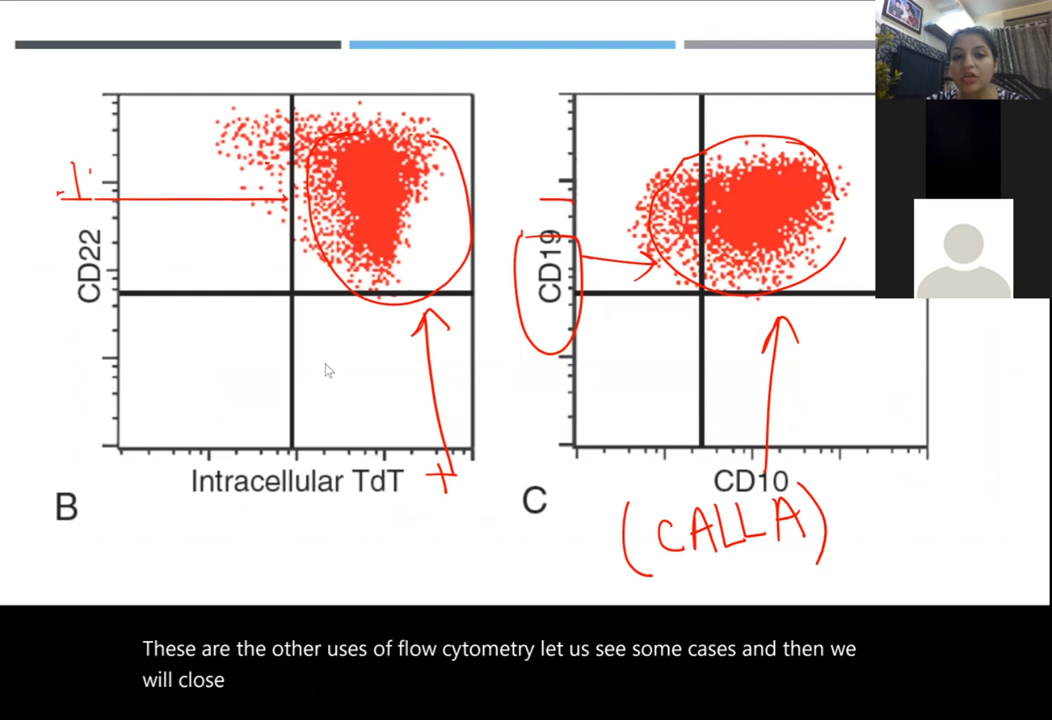 CD22
Intracellular TdT
+
B
CD19
CD10
C
(CALLA)
These are the other uses of flow cytometry let us see some cases and then we
will close